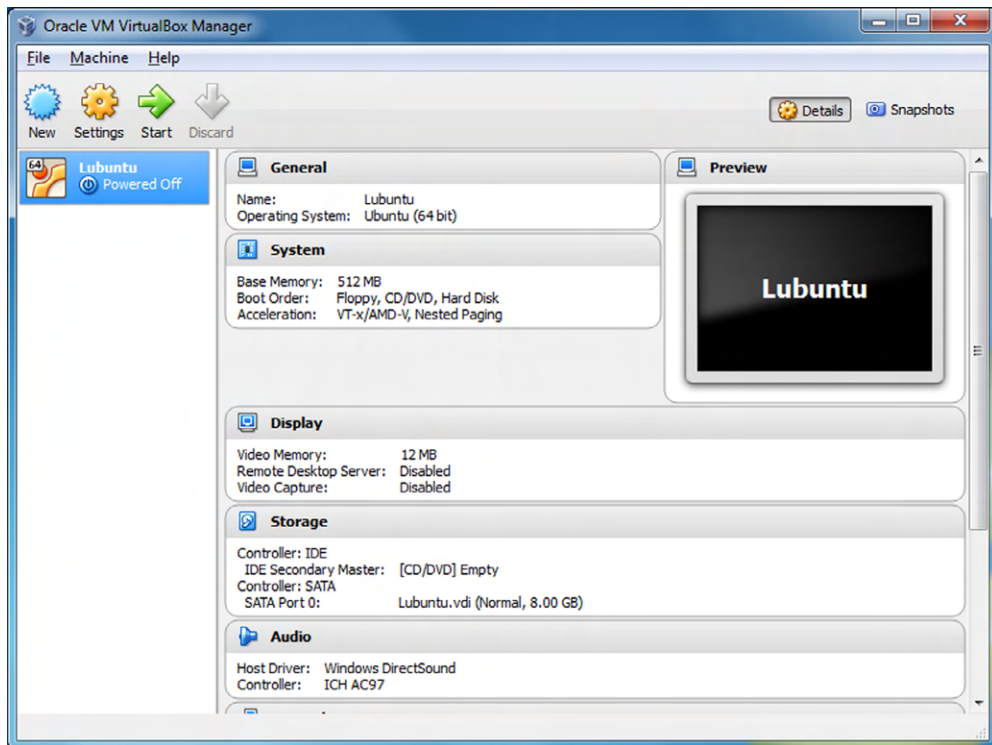 Oracle VM VirtualBox Manager
File Machine Help
New Settings Start Discard
Details Snapshots
64
Lubuntu
Powered Off
General
Name: Lubuntu
Operating System: Ubuntu (64 bit)
System
Base Memory: 512 MB
Boot Order: Floppy, CD/DVD, Hard Disk
Acceleration: VT-x/AMD-V, Nested Paging
Preview
Lubuntu
Display
Video Memory: 12 MB
Remote Desktop Server: Disabled
Video Capture: Disabled
Storage
Controller: IDE
IDE Secondary Master: [CD/DVD] Empty
Controller: SATA
SATA Port 0: Lubuntu.vdi (Normal, 8.00 GB)
Audio
Host Driver: Windows DirectSound
Controller: ICH AC97